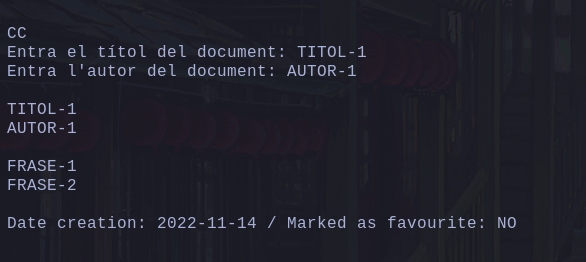 CC
Entra el títol del document: TITOL-1
Entra l'autor del document: AUTOR-1
TITOL-1
AUTOR-1
FRASE-1
FRASE-2
Date creation: 2022-11-14 / Marked as favourite: NO